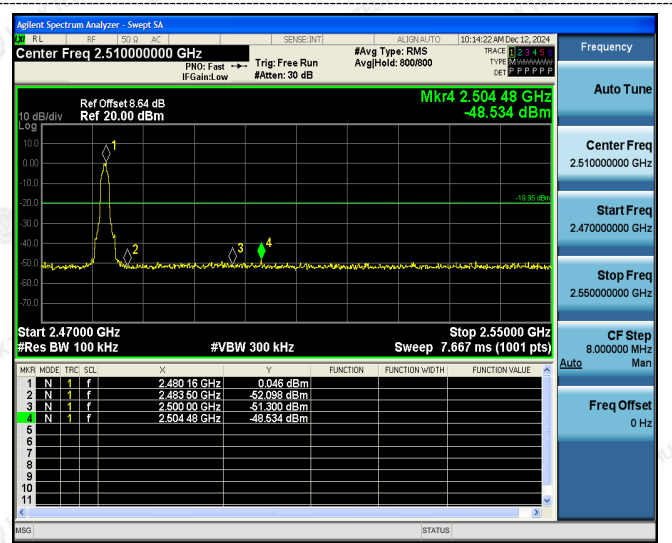 Agilent Spectrum Analyzer - Swept SA
LXI RL RF 50 Ω AC SENSE:INT ALIGN AUTO 10:14:22 AM Dec 12, 2024
Center Freq 2.510000000 GHz #Avg Type: RMS TRACE 1 2 3 4 5 6
PNO: Fast Trig: Free Run Avg|Hold: 800/800 TYPE M WWWWW
IFGain:Low #Atten: 30 dB DET P P P P P P
Ref Offset 8.64 dB Mkr4 2.504 48 GHz
10 dB/div Ref 20.00 dBm -48.534 dBm
Log
10.0
0.00
-10.0
-20.0
-30.0
-40.0
-50.0
-60.0
-70.0
1
2
3
4
-19.95 dBm
Start 2.47000 GHz Stop 2.55000 GHz
#Res BW 100 kHz #VBW 300 kHz Sweep 7.667 ms (1001 pts)
MKR MODE TRC SCL X Y FUNCTION FUNCTION WIDTH FUNCTION VALUE
1 N 1 f 2.480 16 GHz 0.046 dBm
2 N 1 f 2.483 50 GHz -52.098 dBm
3 N 1 f 2.500 00 GHz -51.300 dBm
4 N 1 f 2.504 48 GHz -48.534 dBm
5
6
7
8
9
10
11
MSG STATUS
Frequency
Auto Tune
Center Freq
2.510000000 GHz
Start Freq
2.470000000 GHz
Stop Freq
2.550000000 GHz
CF Step
8.000000 MHz
Auto Man
Freq Offset
0 Hz